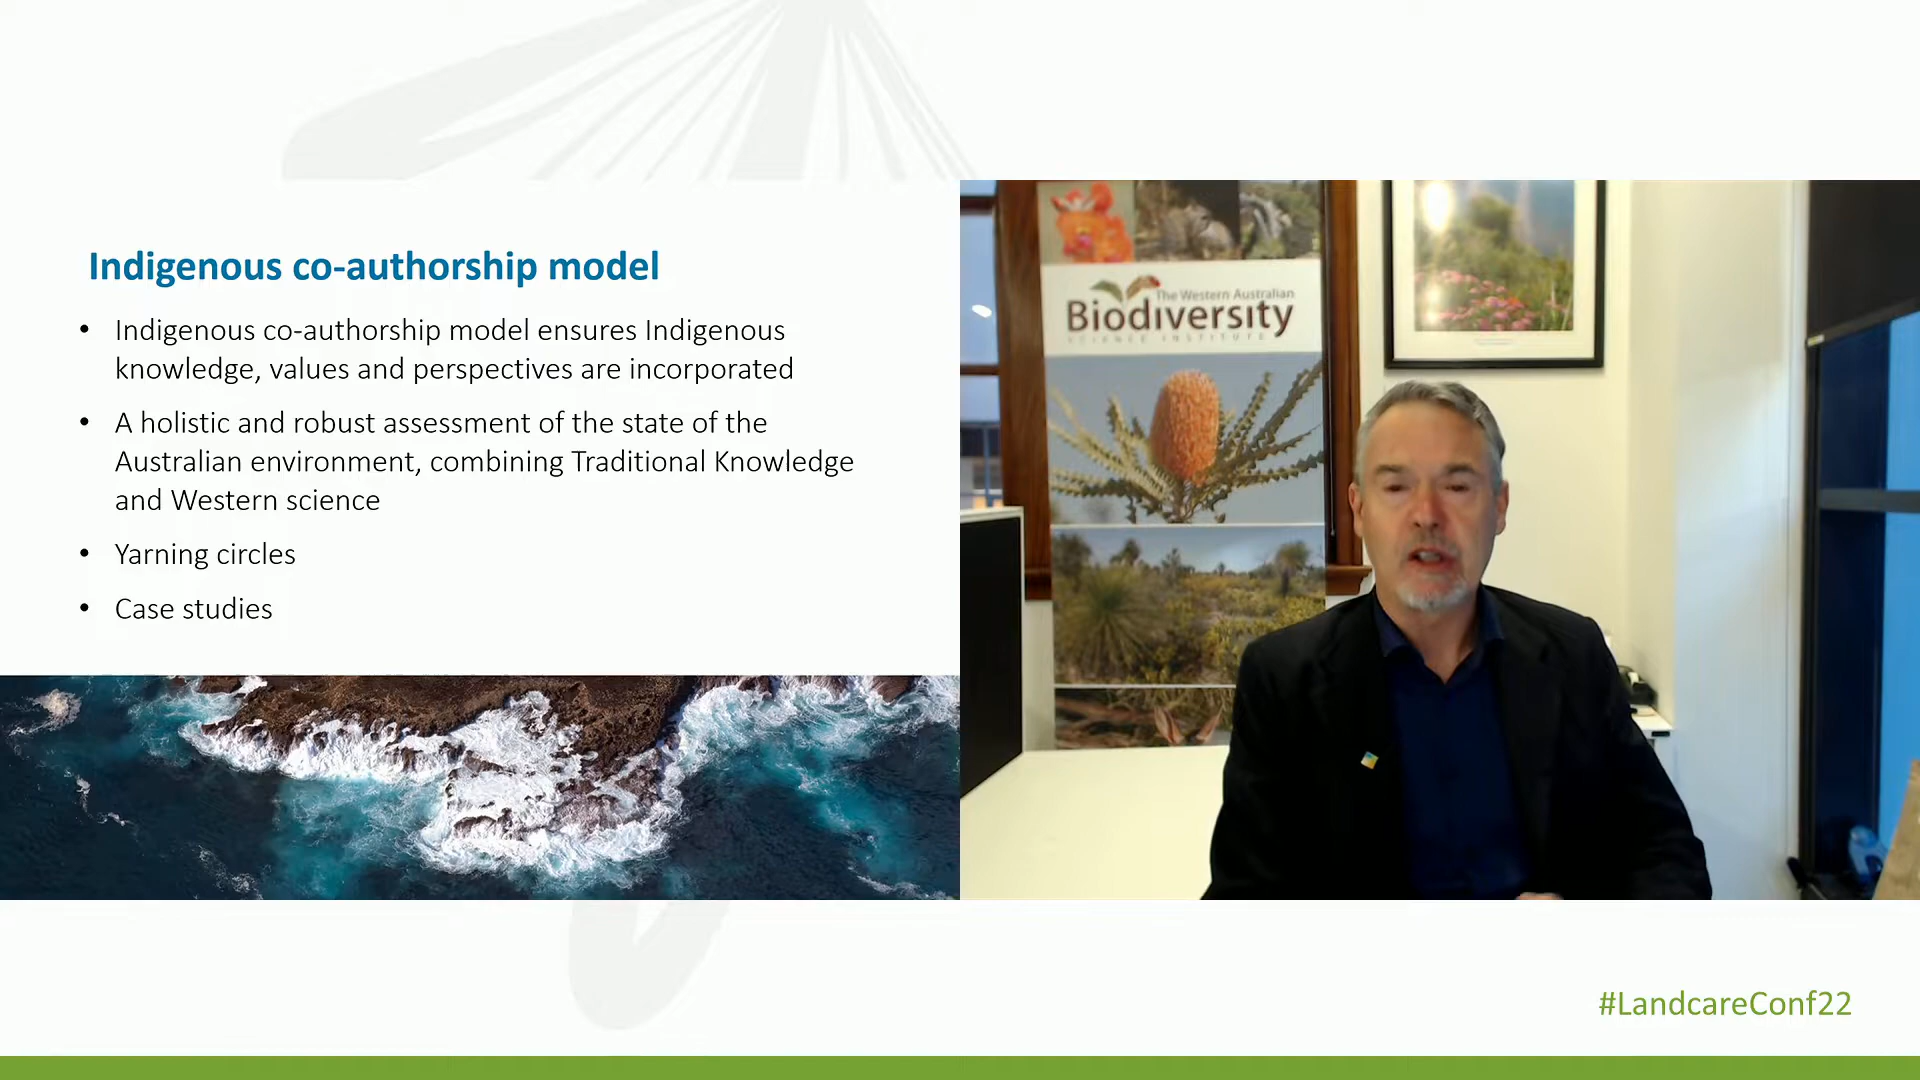 Indigenous co-authorship model
• Indigenous co-authorship model ensures Indigenous
knowledge, values and perspectives are incorporated
• A holistic and robust assessment of the state of the
Australian environment, combining Traditional Knowledge
and Western science
• Yarning circles
• Case studies
The Western Australian
Biodiversity
SCIENCE INSTITUTE
#LandcareConf22